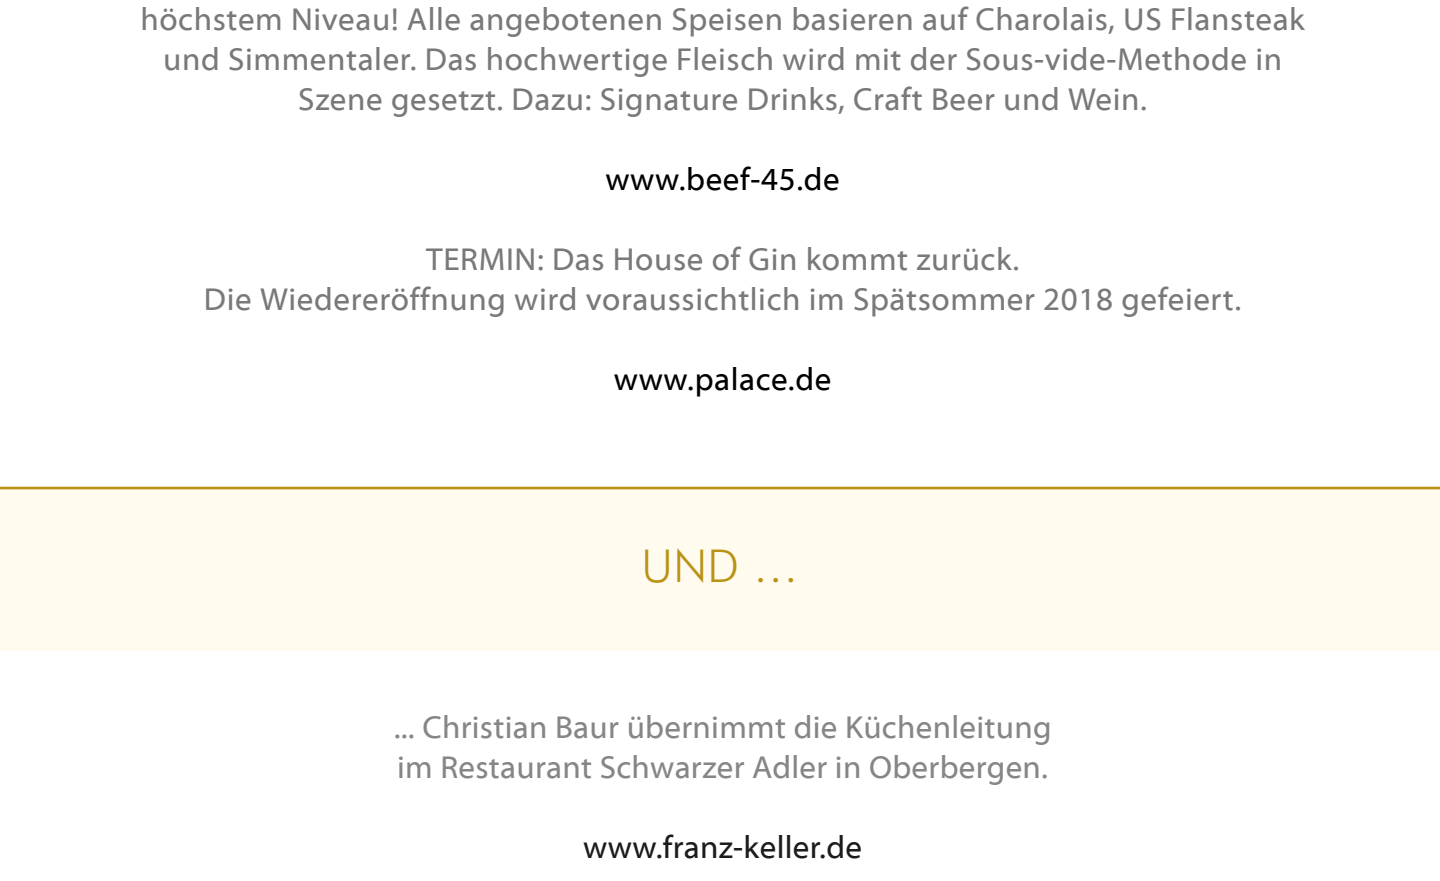 höchstem Niveau! Alle angebotenen Speisen basieren auf Charolais, US Flansteak
und Simmentaler. Das hochwertige Fleisch wird mit der Sous-vide-Methode in
Szene gesetzt. Dazu: Signature Drinks, Craft Beer und Wein.
www.beef-45.de
TERMIN: Das House of Gin kommt zurück.
Die Wiedereröffnung wird voraussichtlich im Spätsommer 2018 gefeiert.
www.palace.de
UND ...
... Christian Baur übernimmt die Küchenleitung
im Restaurant Schwarzer Adler in Oberbergen.
www.franz-keller.de